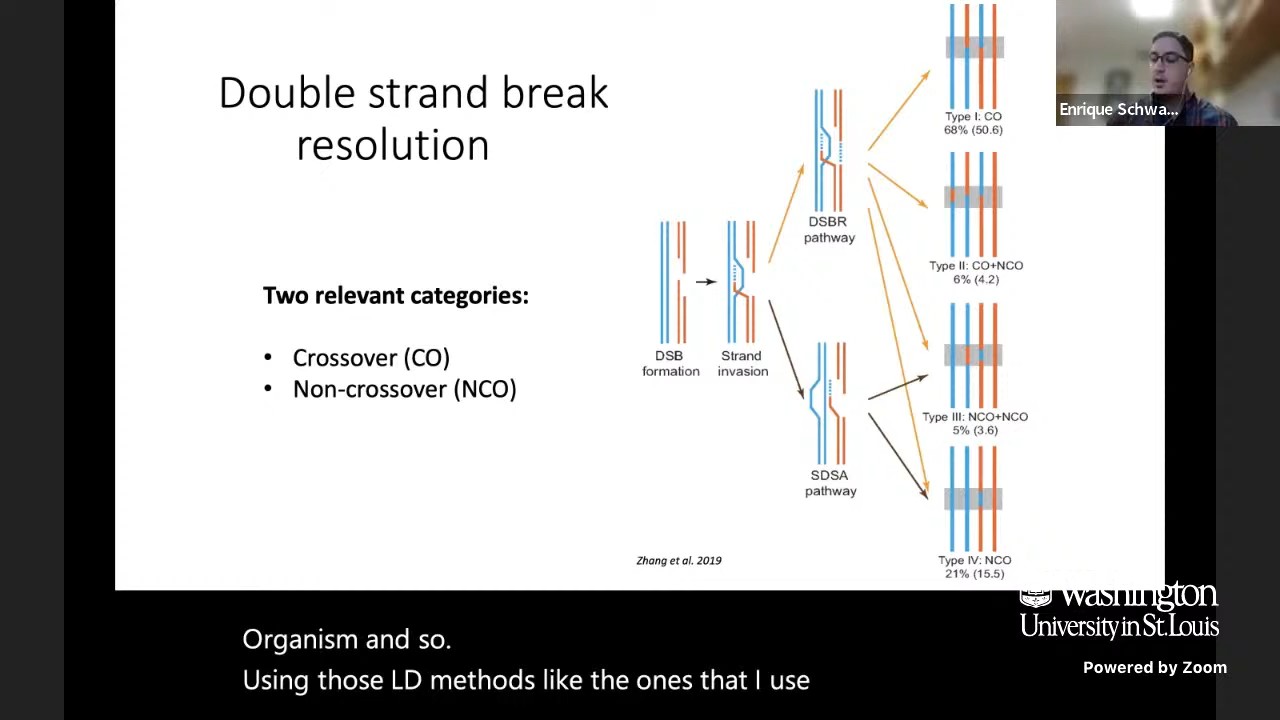 Double strand break
resolution
Two relevant categories:
• Crossover (CO)
• Non-crossover (NCO)
DSB
formation
Strand
invasion
DSBR
pathway
SDSA
pathway
Type I: CO
68% (50.6)
Type II: CO+NCO
6% (4.2)
Type III: NCO+NCO
5% (3.6)
Type IV: NCO
21% (15.5)
Zhang et al. 2019
Enrique Schwa...
Washington
University in St. Louis
Powered by Zoom
Organism and so.
Using those LD methods like the ones that I use